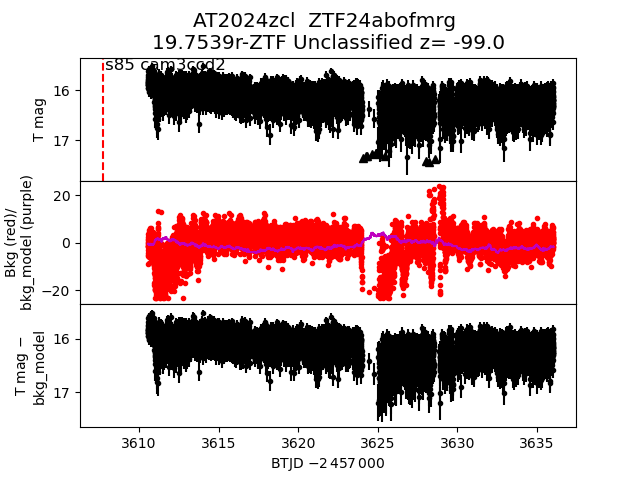 AT2024zcl  ZTF24abofmrg
19.7539r-ZTF Unclassified z= -99.0
s85 cam3ccd2
16
17
T mag
20
0
−20
Bkg (red)/
bkg_model (purple)
16
17
T mag −
bkg_model
3610
3615
3620
3625
3630
3635
BTJD −2 457 000